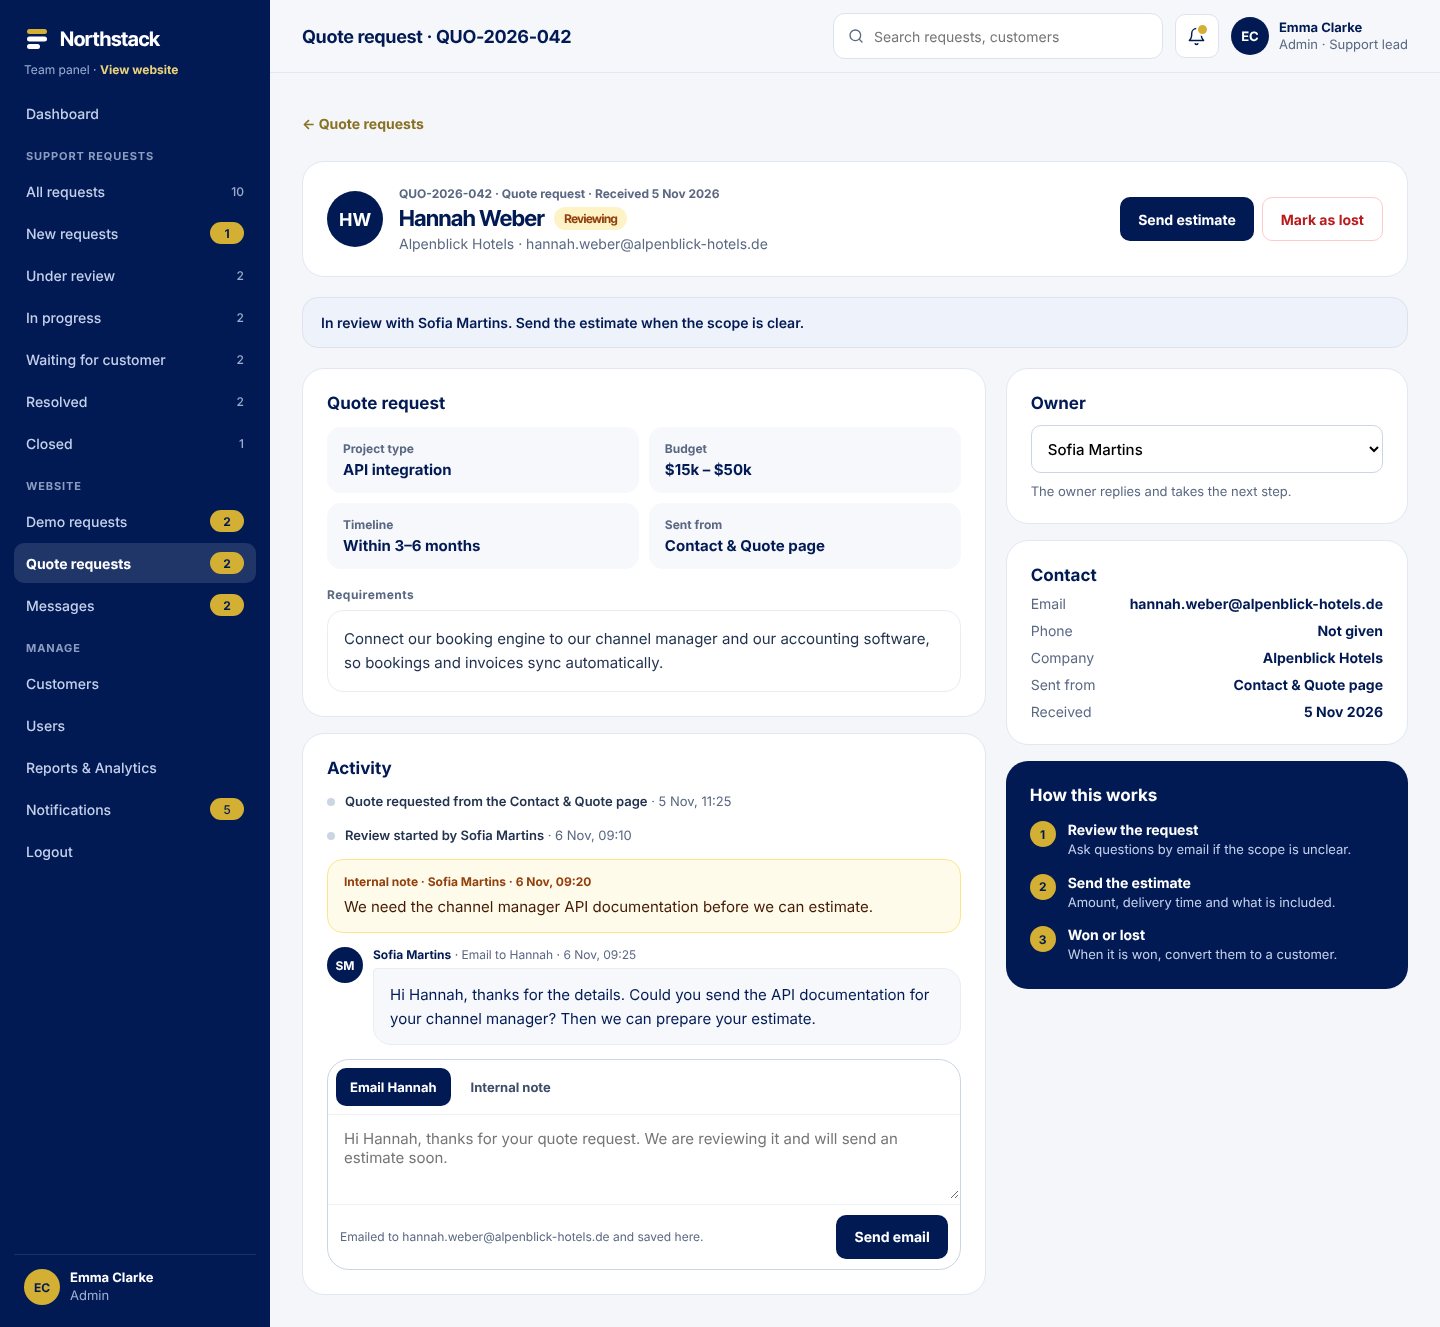 Northstack
Team panel · View website
Dashboard
SUPPORT REQUESTS
All requests 10
New requests 1
Under review 2
In progress 2
Waiting for customer 2
Resolved 2
Closed 1
WEBSITE
Demo requests 2
Quote requests 2
Messages 2
MANAGE
Customers
Users
Reports & Analytics
Notifications 5
Logout
EC
Emma Clarke
Admin
Quote request · QUO-2026-042
Search requests, customers
EC
Emma Clarke
Admin · Support lead
← Quote requests
HW
QUO-2026-042 · Quote request · Received 5 Nov 2026
Hannah Weber Reviewing
Alpenblick Hotels · hannah.weber@alpenblick-hotels.de
Send estimate
Mark as lost
In review with Sofia Martins. Send the estimate when the scope is clear.
Quote request
Project type
API integration
Budget
$15k – $50k
Timeline
Within 3–6 months
Sent from
Contact & Quote page
Requirements
Connect our booking engine to our channel manager and our accounting software,
so bookings and invoices sync automatically.
Activity
Quote requested from the Contact & Quote page · 5 Nov, 11:25
Review started by Sofia Martins · 6 Nov, 09:10
Internal note · Sofia Martins · 6 Nov, 09:20
We need the channel manager API documentation before we can estimate.
SM
Sofia Martins · Email to Hannah · 6 Nov, 09:25
Hi Hannah, thanks for the details. Could you send the API documentation for
your channel manager? Then we can prepare your estimate.
Email Hannah
Internal note
Hi Hannah, thanks for your quote request. We are reviewing it and will send an
estimate soon.
Emailed to hannah.weber@alpenblick-hotels.de and saved here.
Send email
Owner
Sofia Martins
The owner replies and takes the next step.
Contact
Email hannah.weber@alpenblick-hotels.de
Phone Not given
Company Alpenblick Hotels
Sent from Contact & Quote page
Received 5 Nov 2026
How this works
1 Review the request
Ask questions by email if the scope is unclear.
2 Send the estimate
Amount, delivery time and what is included.
3 Won or lost
When it is won, convert them to a customer.